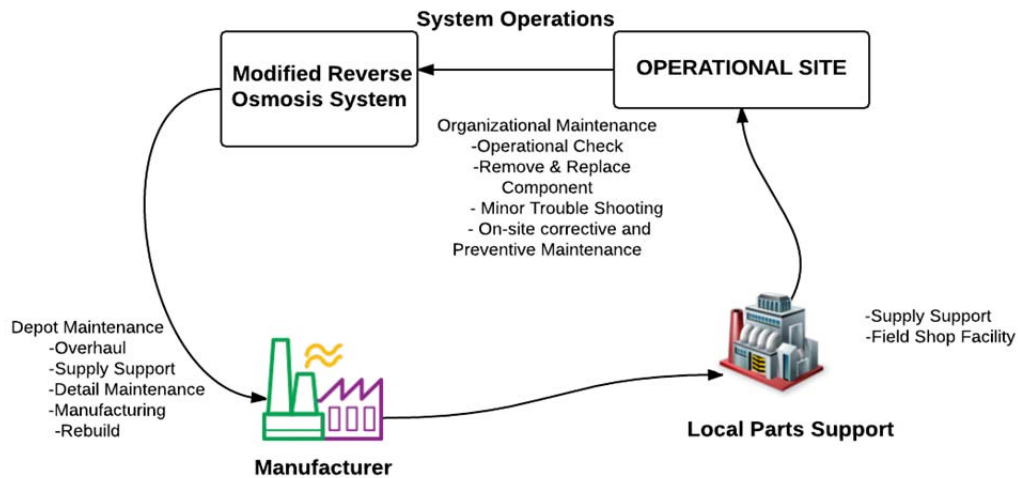 System Operations
Modified Reverse
Osmosis System
OPERATIONAL SITE
Organizational Maintenance
-Operational Check
-Remove & Replace
Component
- Minor Trouble Shooting
- On-site corrective and
Preventive Maintenance
Depot Maintenance
-Overhaul
-Supply Support
-Detail Maintenance
-Manufacturing
-Rebuild
Manufacturer
-Supply Support
-Field Shop Facility
Local Parts Support